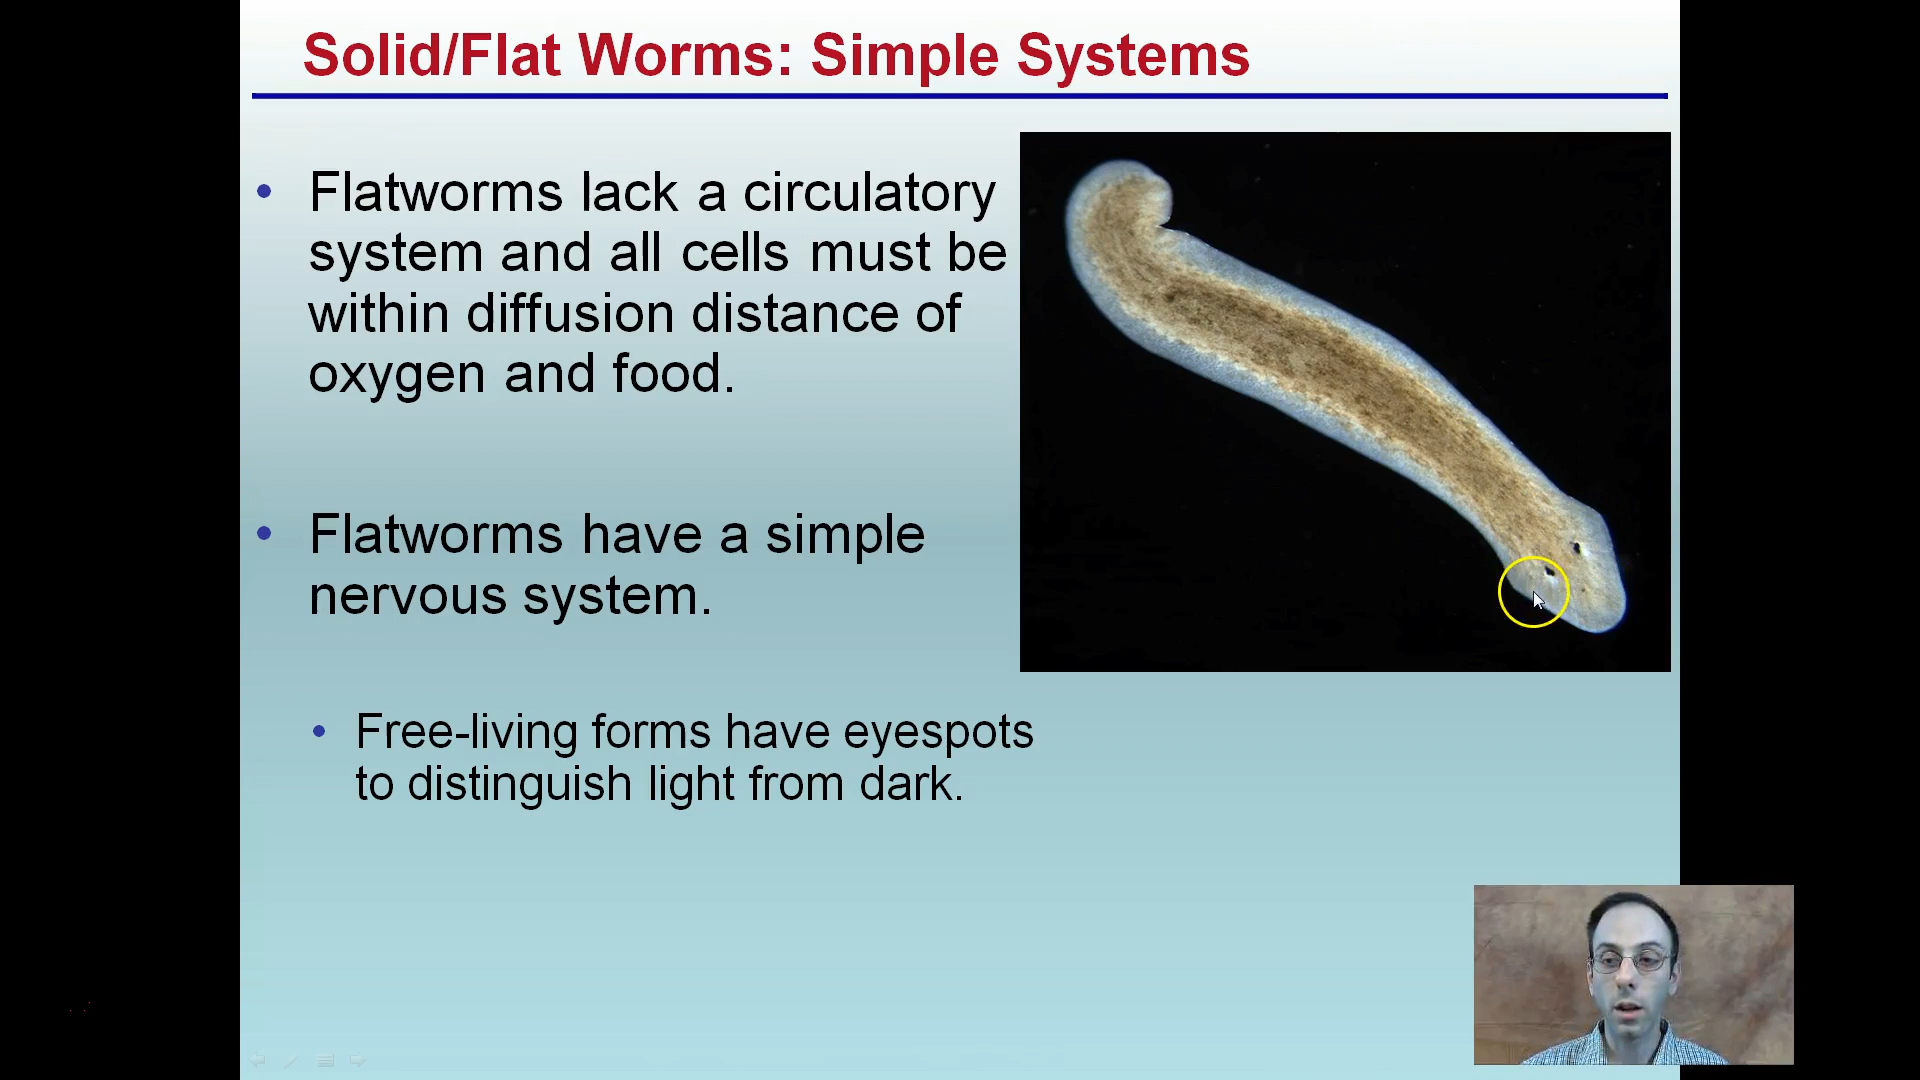 Solid/Flat Worms: Simple Systems
Flatworms lack a circulatory
system and all cells must be
within diffusion distance of
oxygen and food.
Flatworms have a simple
nervous system.
Free-living forms have eyespots
to distinguish light from dark.